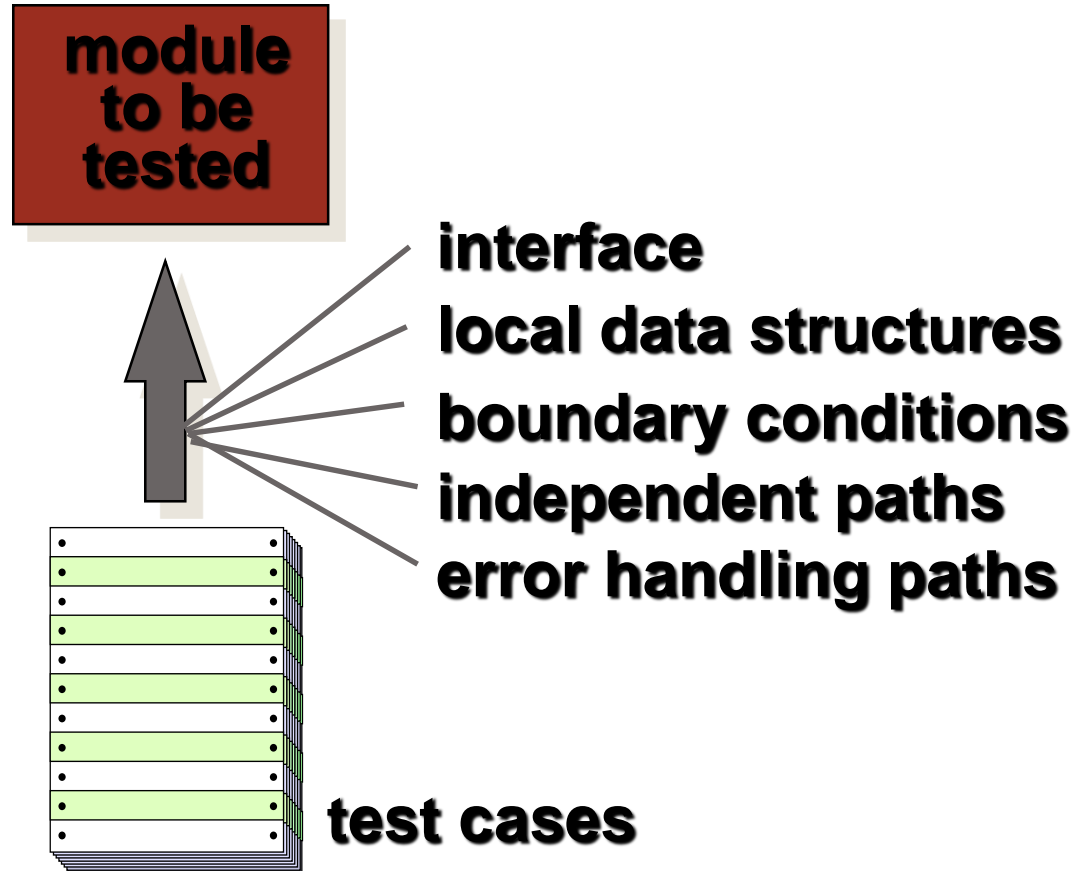 module
to be
tested
interface
local data structures
boundary conditions
independent paths
error handling paths
test cases